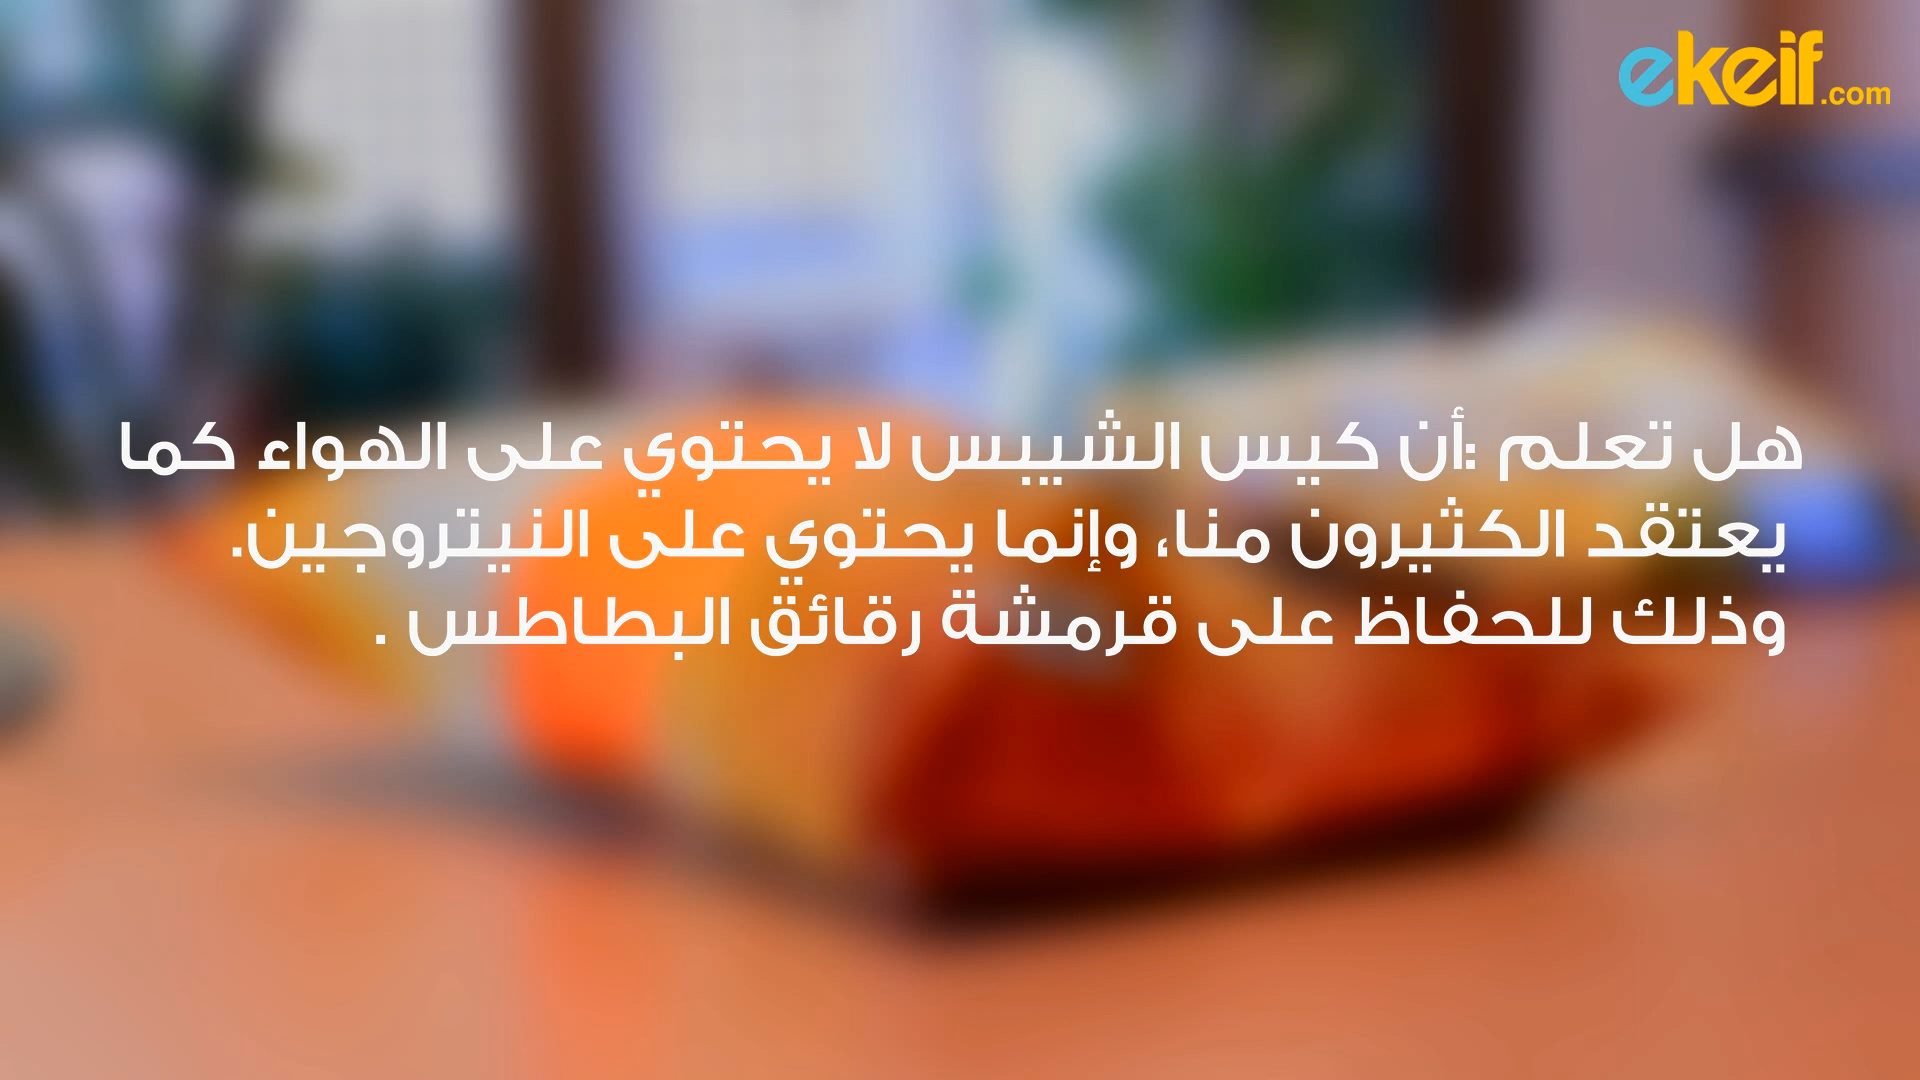 ekeif.com
هل تعلم :أن كيس الشيبس لا يحتوي على الهواء كما
يعتقد الكثيرون منا، وإنما يحتوي على النيتروجين.
وذلك للحفاظ على قرمشة رقائق البطاطس .